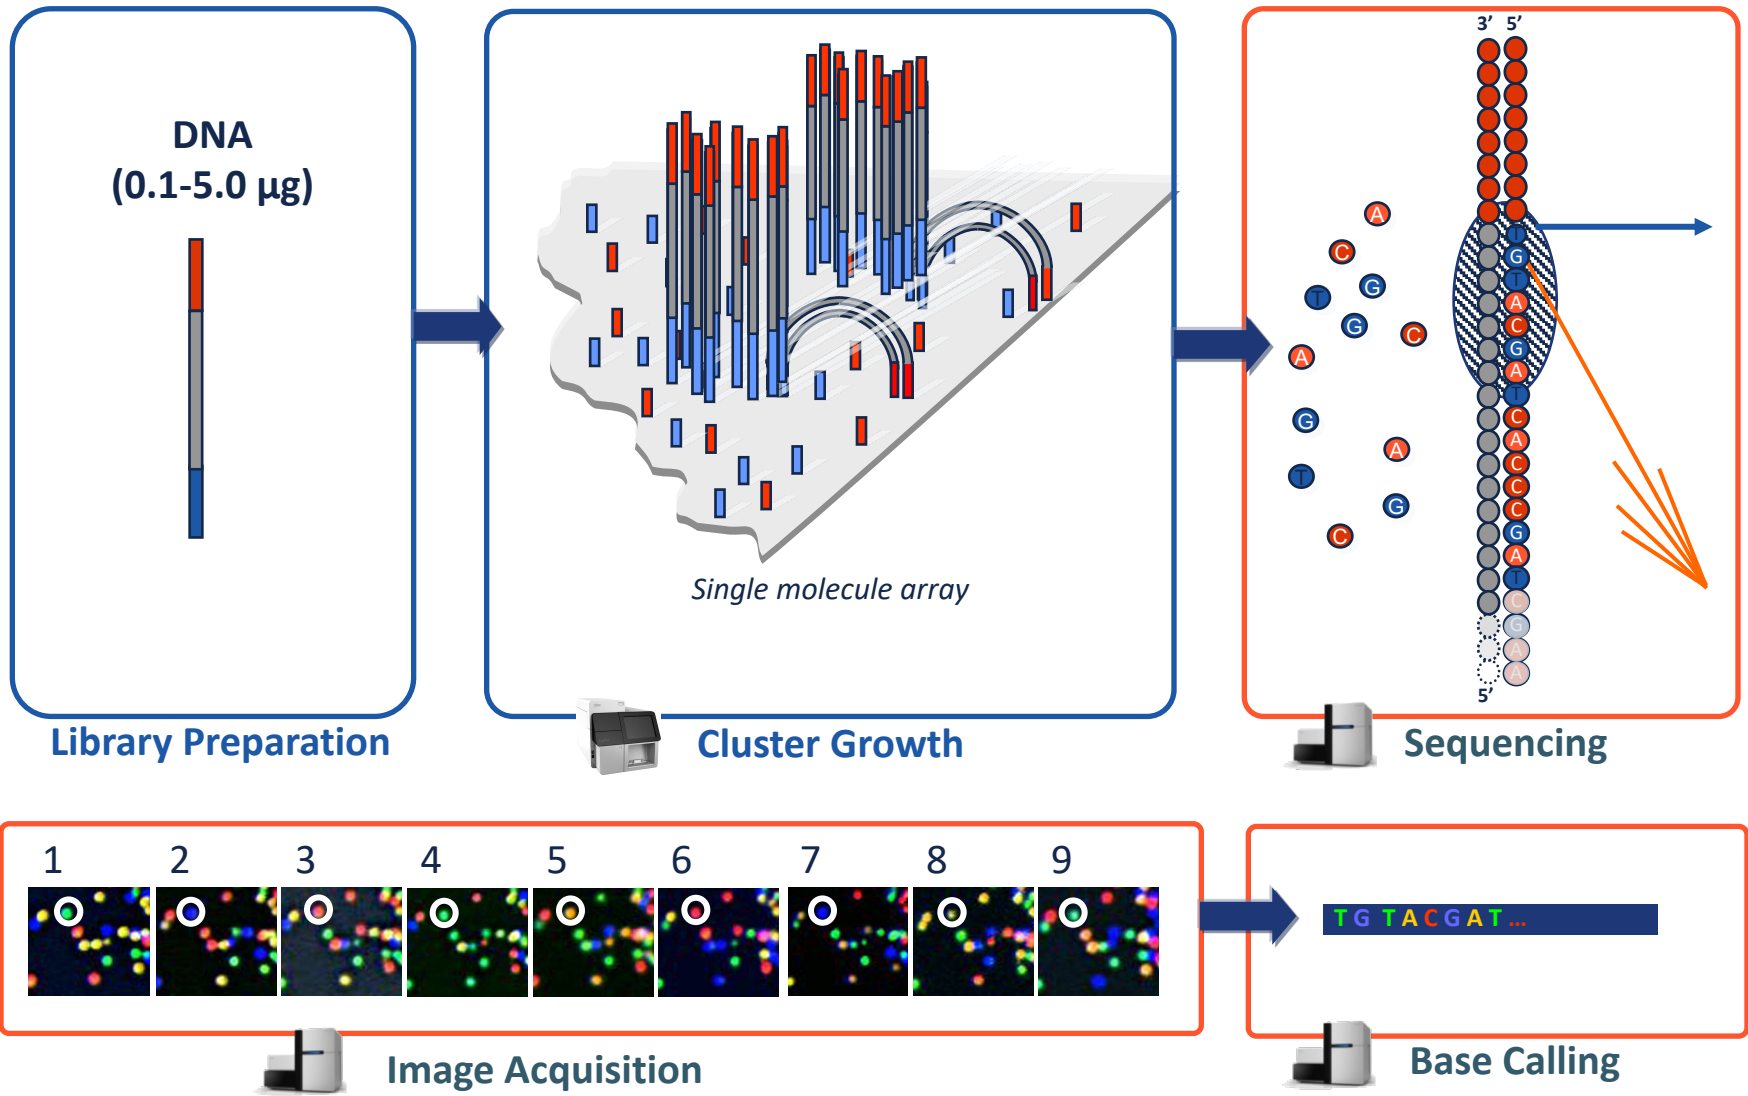 DNA
(0.1-5.0 µg)
Library Preparation
Single molecule array
Cluster Growth
3’ 5’
A
C
G
T
G
C
A
G
A
T
G
C
T
G
T
A
C
G
A
T
C
A
C
C
C
G
A
T
C
G
A
A
5’
Sequencing
1 2 3 4 5 6 7 8 9
Image Acquisition
TG TACGAT...
Base Calling